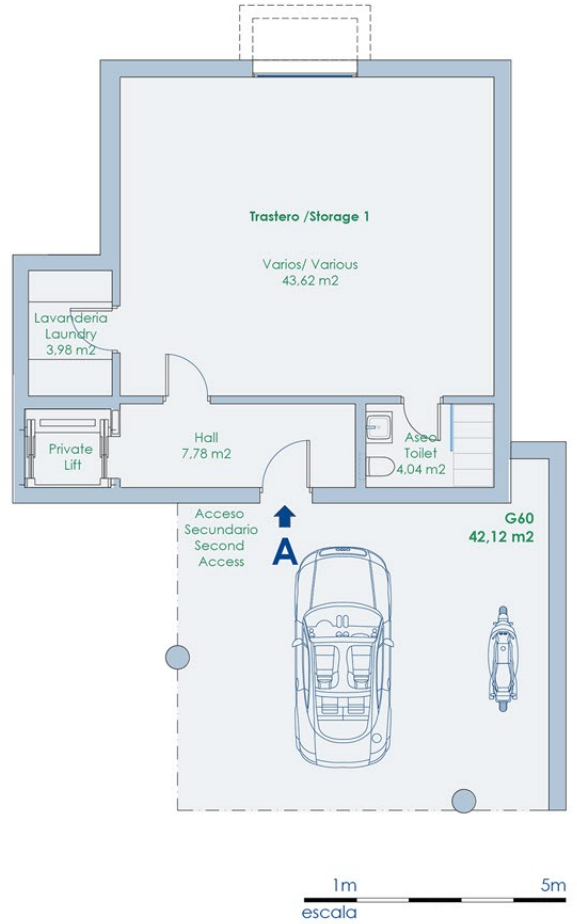 Trastero /Storage 1
Varios/ Various
43,62 m2
Lavanderia
Laundry
3,98 m2
Private
Lift
Hall
7,78 m2
Aseo
Toilet
4,04 m2
Acceso
Secundario
Second
Access
A
G60
42,12 m2
1m
5m
escala